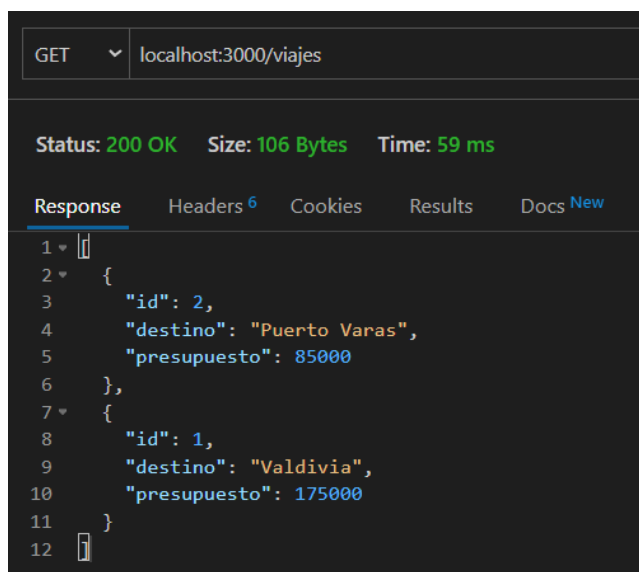 GET localhost:3000/viajes
Status: 200 OK Size: 106 Bytes Time: 59 ms
Response Headers 6 Cookies Results Docs New
1 [
2 {
3 "id": 2,
4 "destino": "Puerto Varas",
5 "presupuesto": 85000
6 },
7 {
8 "id": 1,
9 "destino": "Valdivia",
10 "presupuesto": 175000
11 }
12 ]